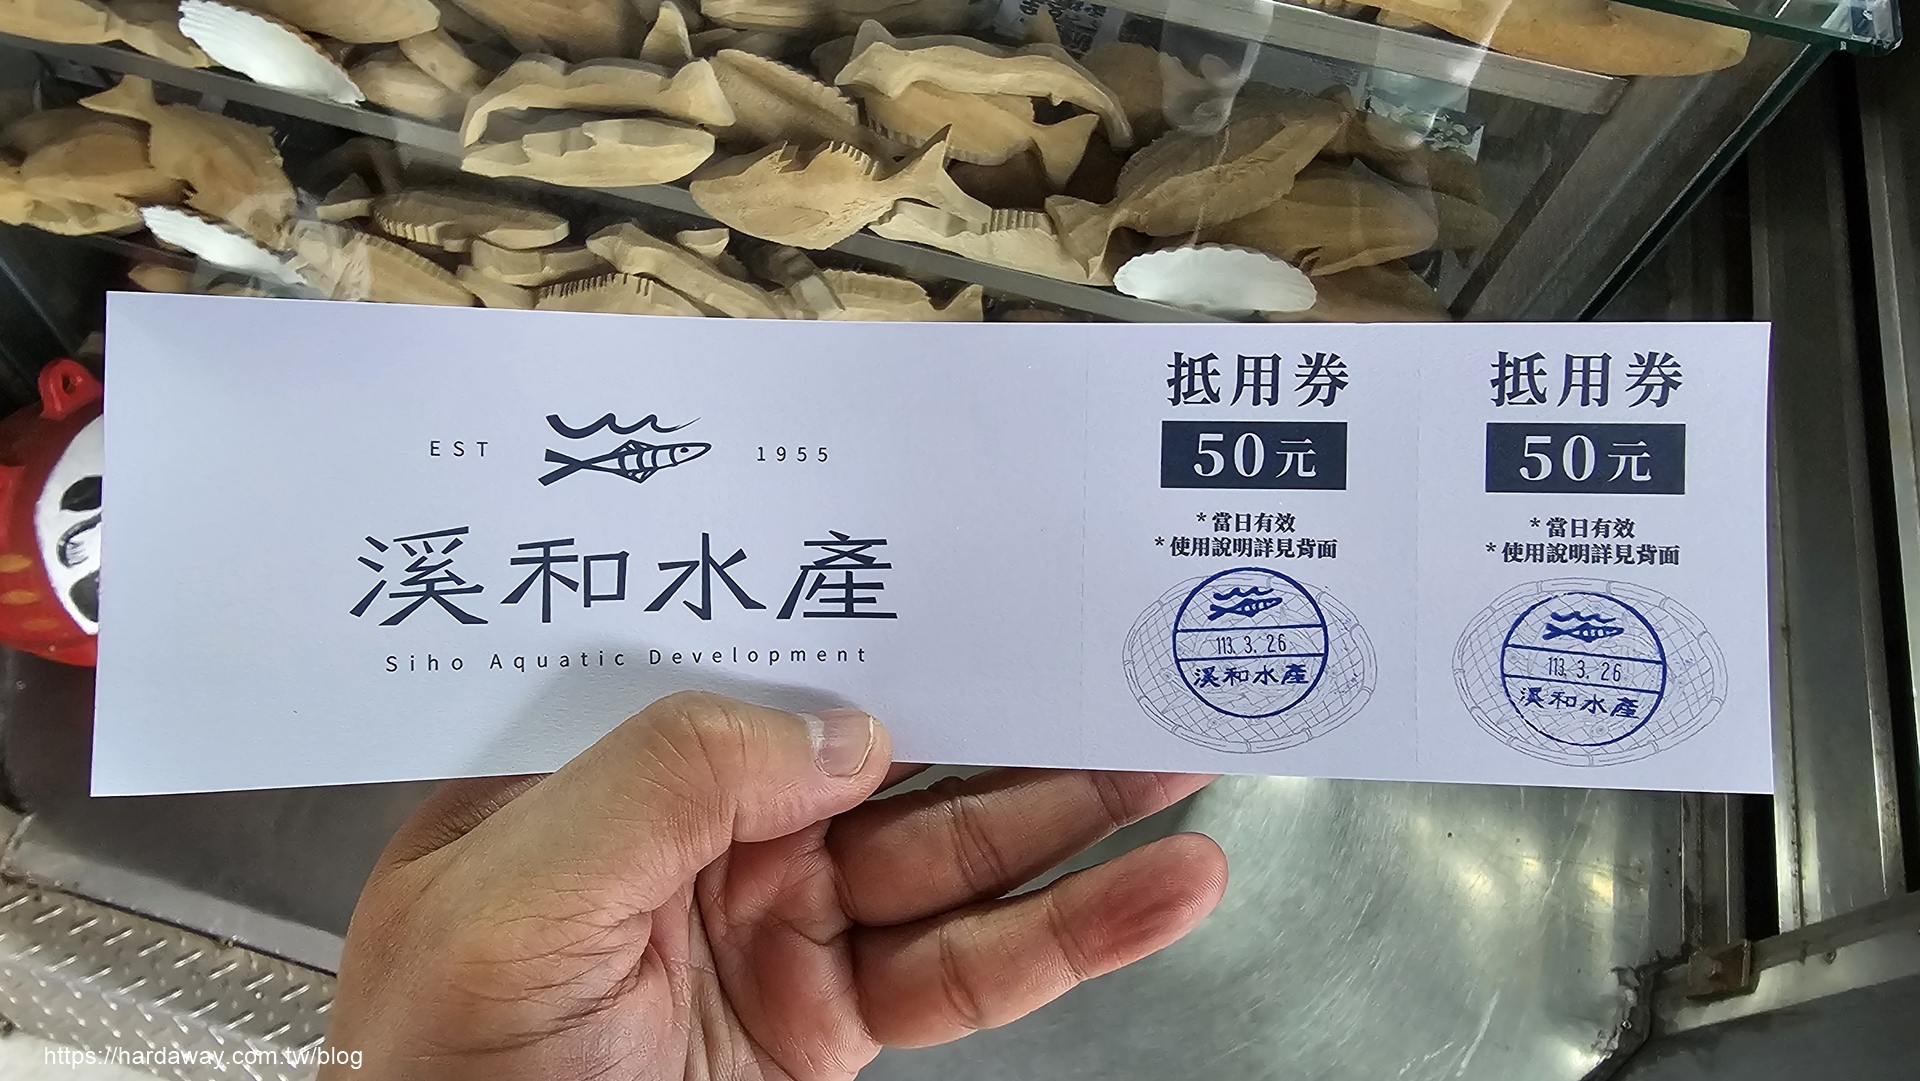 EST 1955
溪和水產
Siho Aquatic Development
抵用券
50元
*當日有效
*使用說明詳見背面
113. 3. 26
溪和水產
抵用券
50元
*當日有效
*使用說明詳見背面
113. 3. 26
溪和水產
https://hardaway.com.tw/blog